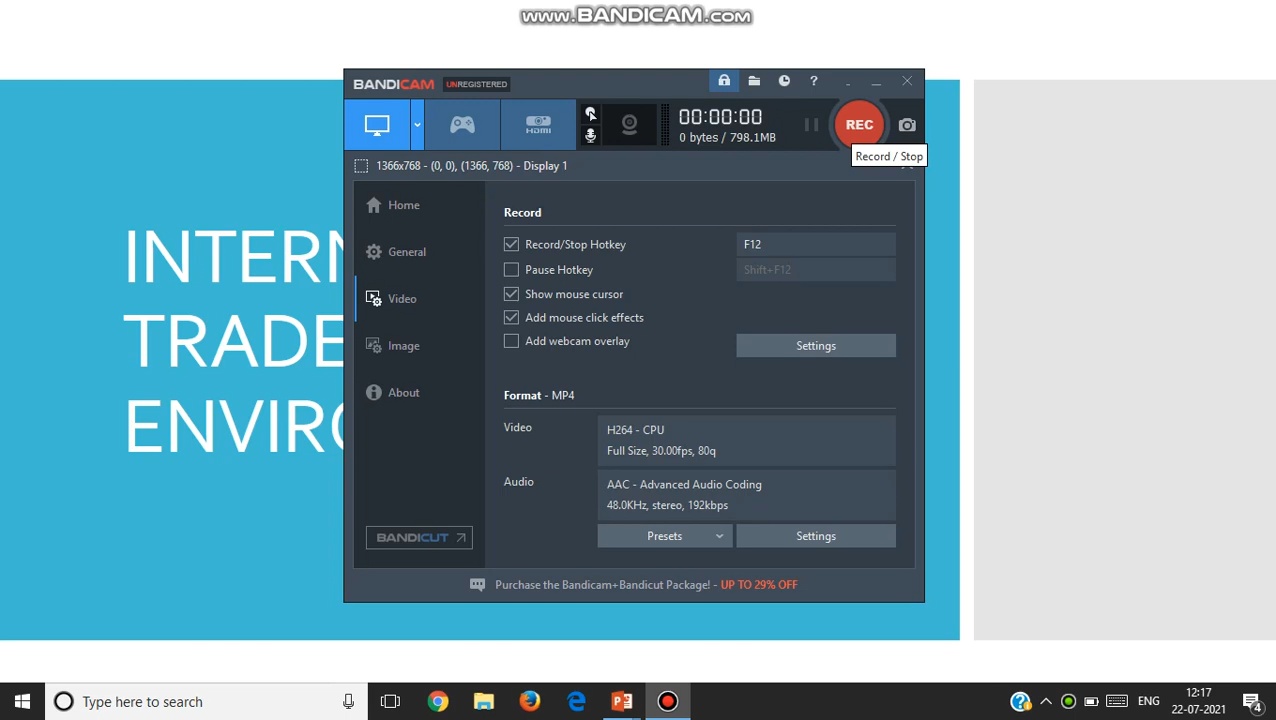 www.BANDICAM.com
BANDICAM UNREGISTERED
?
HDMI
00:00:00
0 bytes / 798.1MB
REC
Record / Stop
1366x768 - (0, 0), (1366, 768) - Display 1
INTERN
TRADE
ENVIRO
Home
General
Video
Image
About
BANDICUT
Record
Record/Stop Hotkey F12
Pause Hotkey Shift+F12
Show mouse cursor
Add mouse click effects
Add webcam overlay Settings
Format - MP4
Video H264 - CPU
Full Size, 30.00fps, 80q
Audio AAC - Advanced Audio Coding
48.0KHz, stereo, 192kbps
Presets Settings
Purchase the Bandicam+Bandicut Package! - UP TO 29% OFF
Type here to search
ENG
12:17
22-07-2021
4